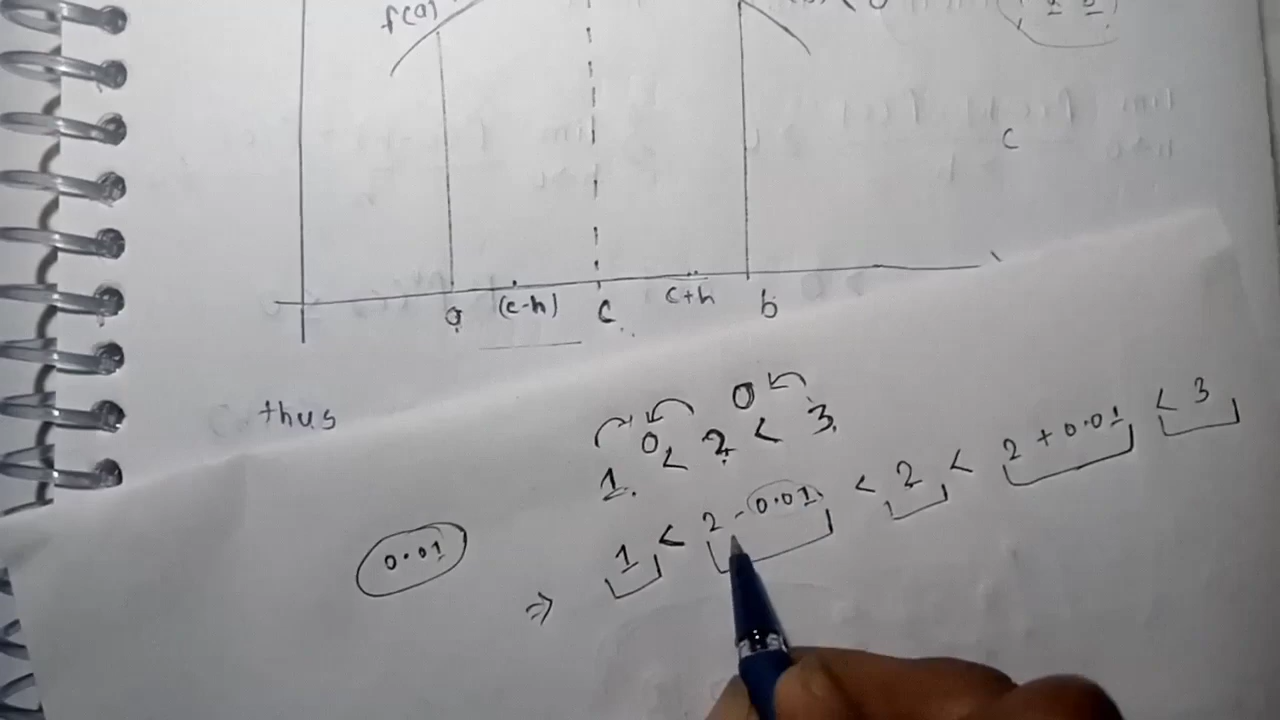 f(a)
c
a (c-h) c c+h b
thus
0 0
1 < 2 < 3
0.01
⇒ 1 < 2 - 0.01 < 2 < 2 + 0.01 < 3